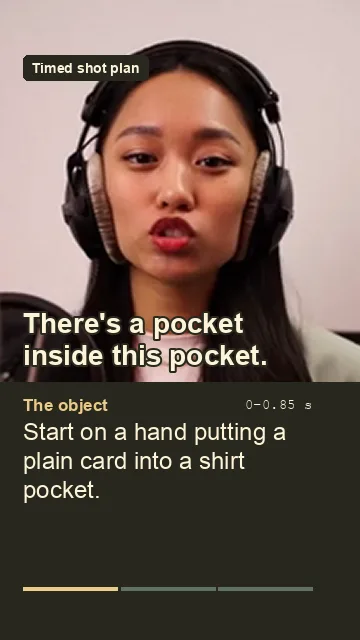 Timed shot plan
There's a pocket
inside this pocket.
The object
0–0.85 s
Start on a hand putting a
plain card into a shirt
pocket.